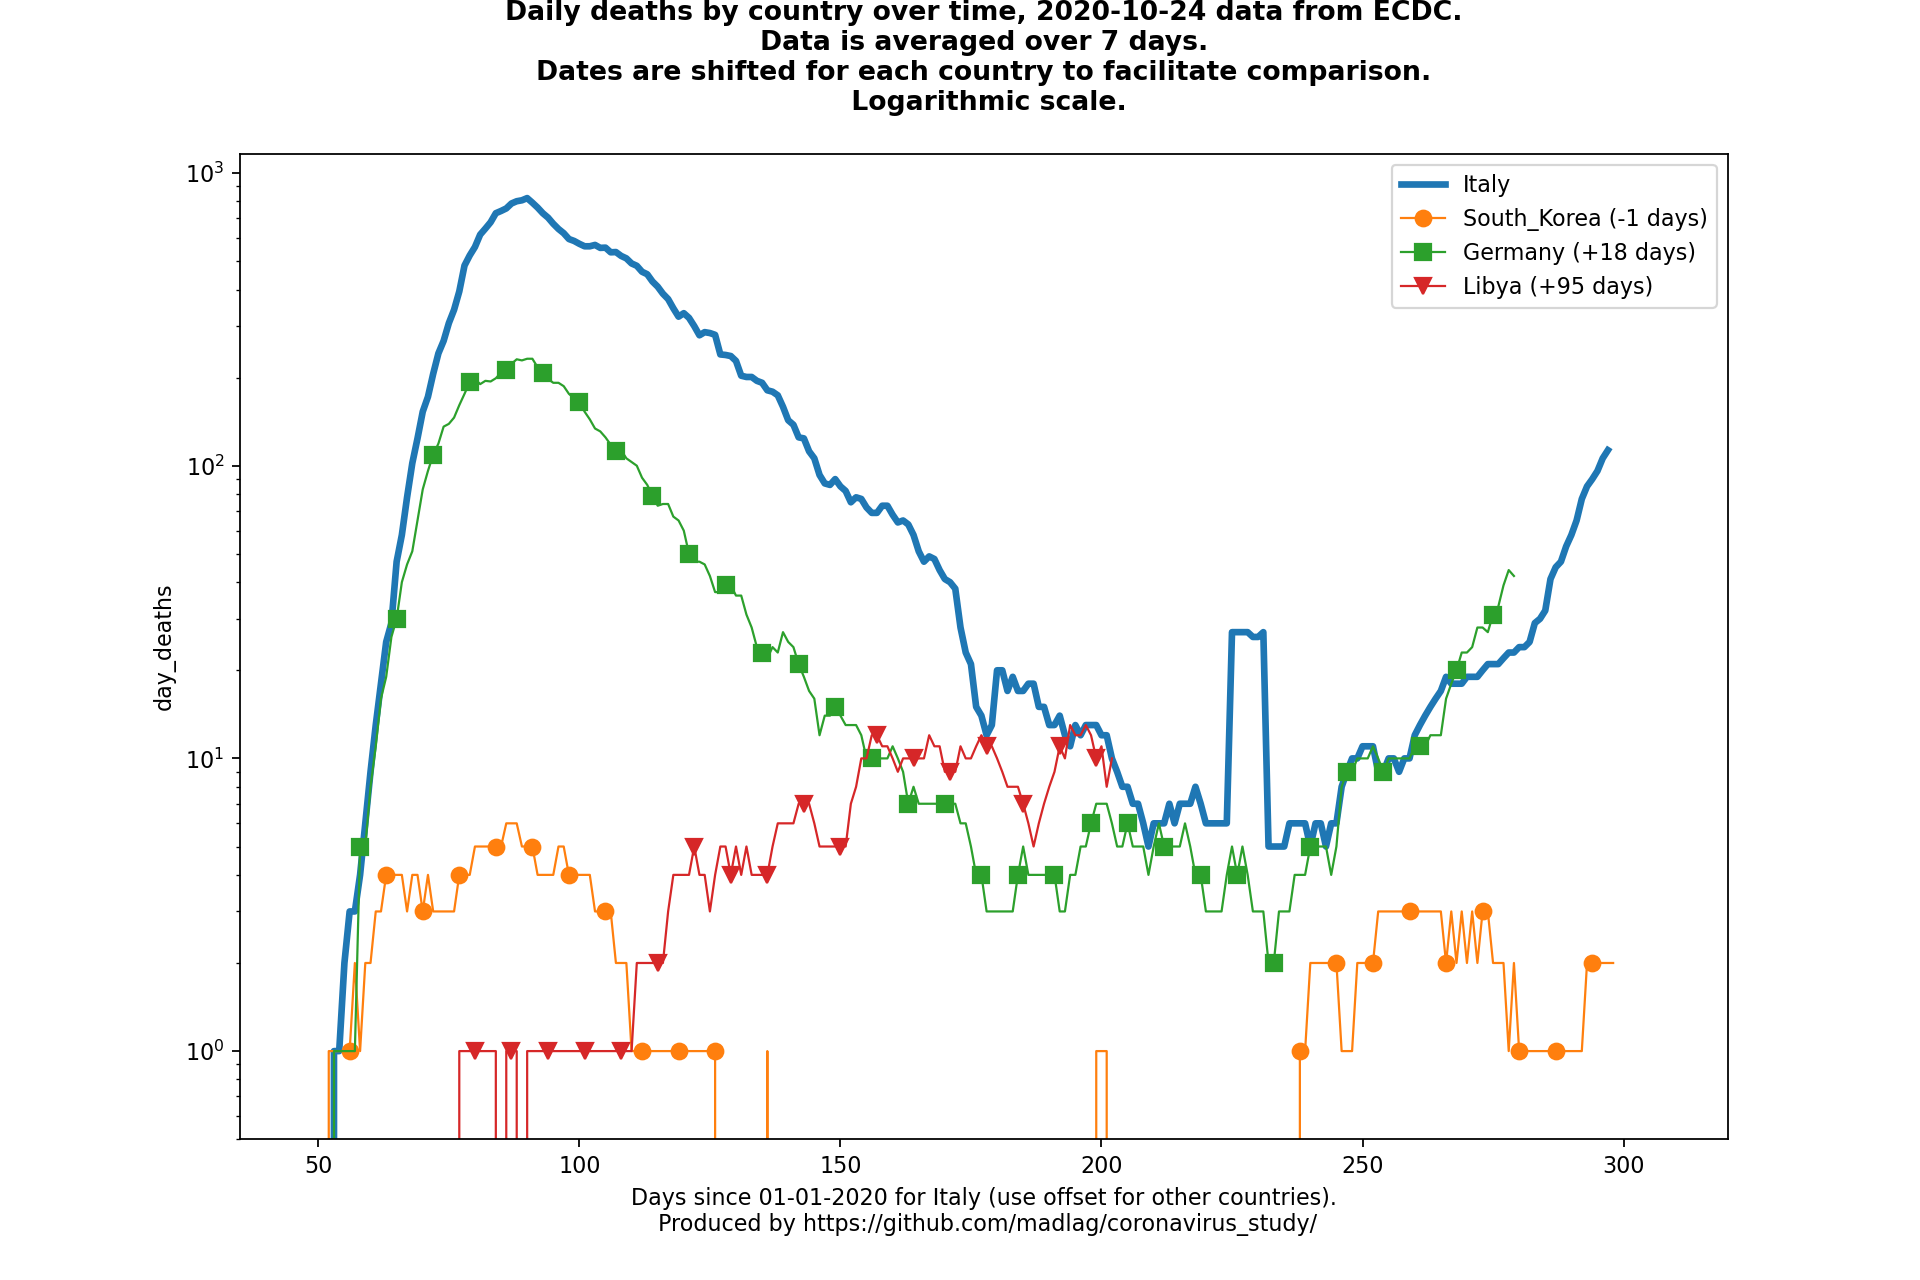 Daily deaths by country over time, 2020-10-24 data from ECDC.
Data is averaged over 7 days.
Dates are shifted for each country to facilitate comparison.
Logarithmic scale.
10³
Italy
South_Korea (-1 days)
Germany (+18 days)
Libya (+95 days)
10²
day_deaths
10¹
10⁰
50 100 150 200 250 300
Days since 01-01-2020 for Italy (use offset for other countries).
Produced by https://github.com/madlag/coronavirus_study/